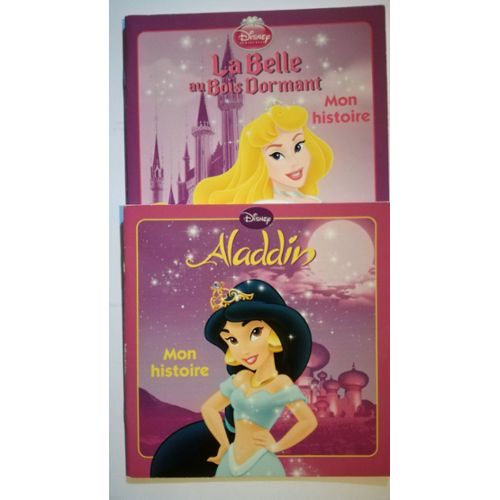 Disney
La Belle
au Bois Dormant
Mon
histoire
Disney
Aladdin
Mon
histoire